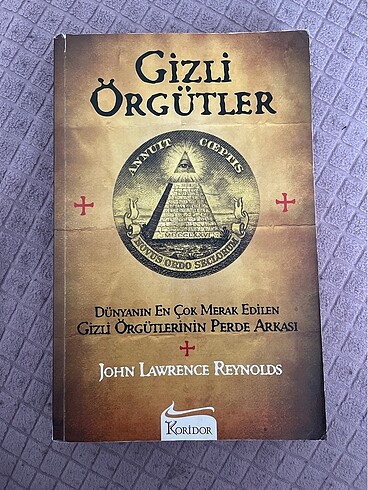 GİZLİ
ÖRGÜTLER
ANNUIT CŒPTIS
NOVUS ORDO SECLORUM
DÜNYANIN EN ÇOK MERAK EDİLEN
GİZLİ ÖRGÜTLERİNİN PERDE ARKASI
JOHN LAWRENCE REYNOLDS
KORİDOR